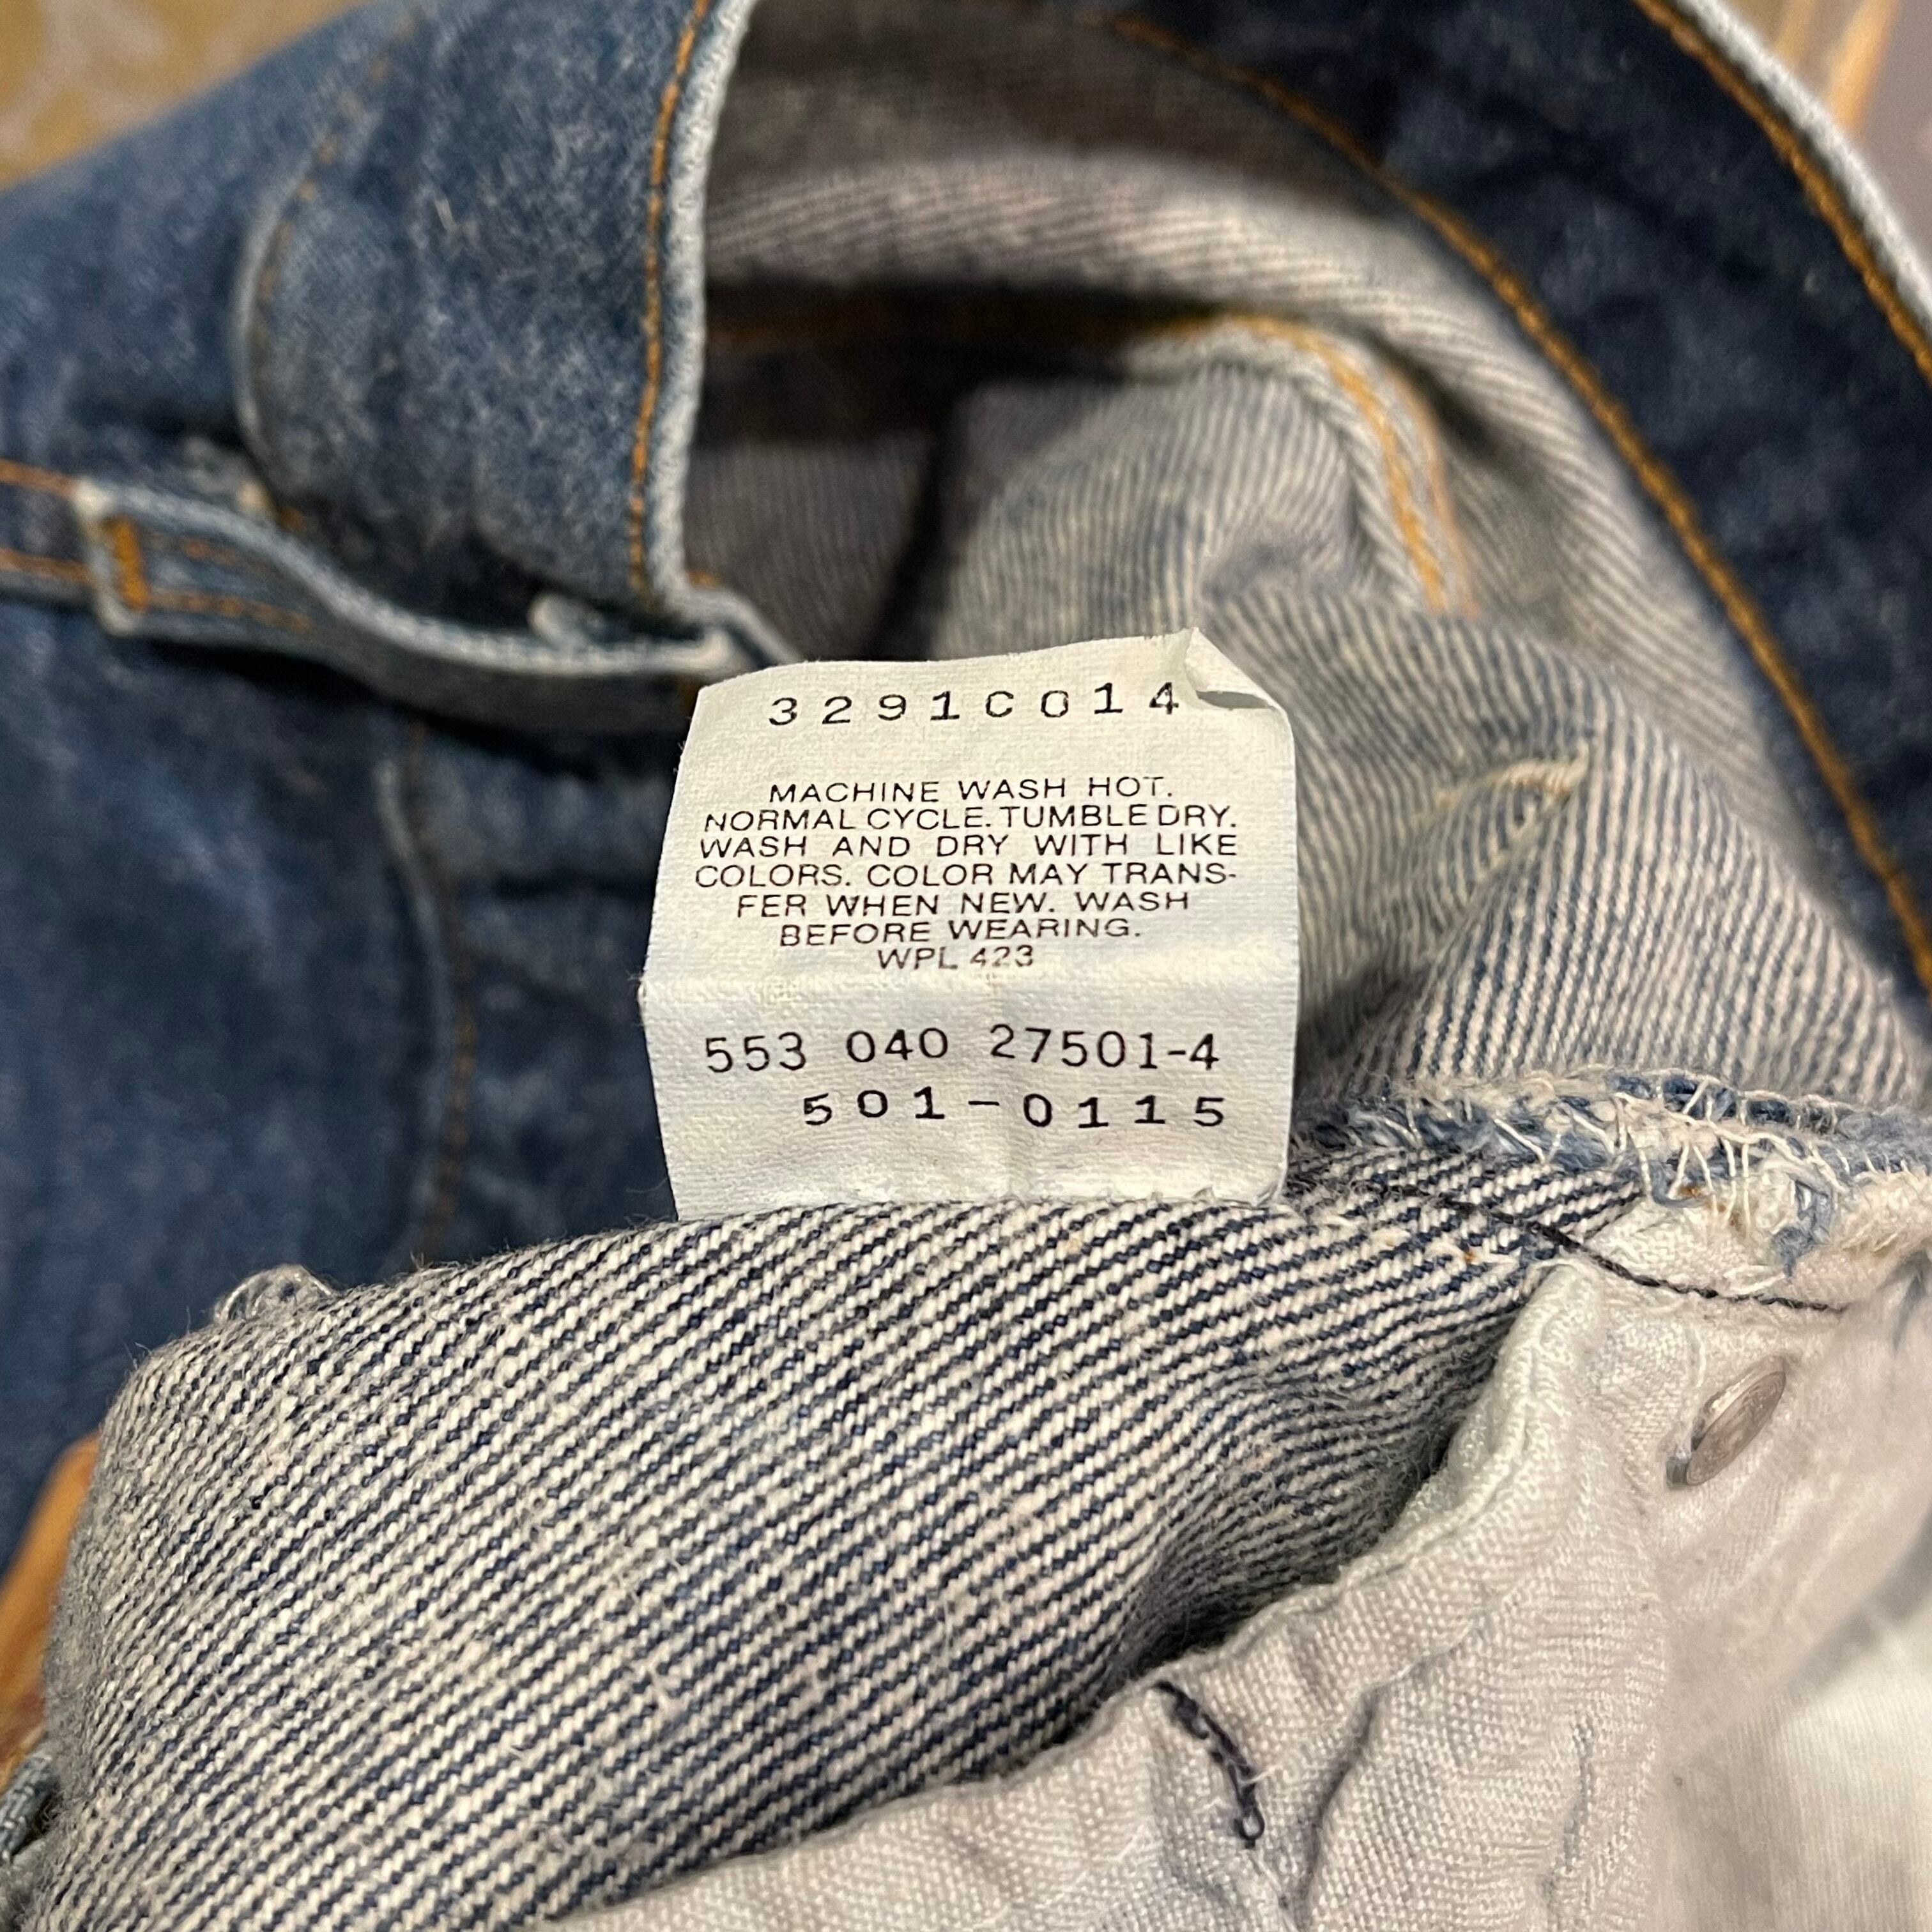 3291C014
MACHINE WASH HOT.
NORMAL CYCLE. TUMBLE DRY.
WASH AND DRY WITH LIKE
COLORS. COLOR MAY TRANS-
FER WHEN NEW. WASH
BEFORE WEARING.
WPL 423
553 040 27501-4
501-0115